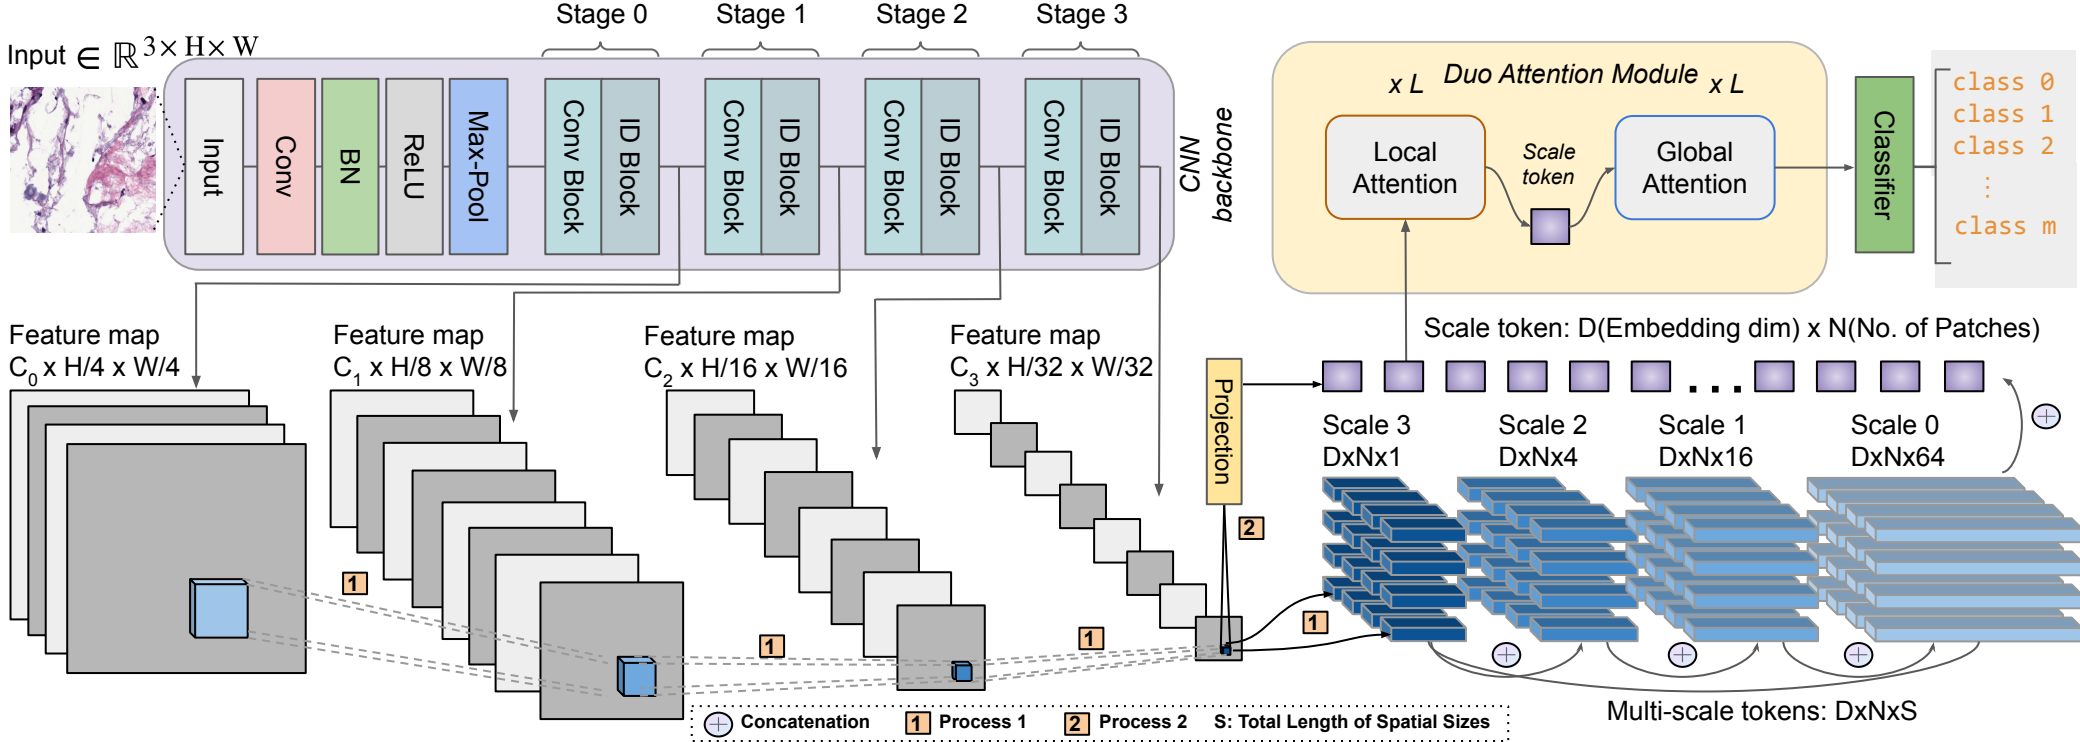 Stage 0
Stage 1
Stage 2
Stage 3
Input ∈ ℝ 3 × H × W
Input
Conv
BN
ReLU
Max-Pool
Conv Block
ID Block
Conv Block
ID Block
Conv Block
ID Block
Conv Block
ID Block
CNN
backbone
Duo Attention Module
x L
x L
Local
Attention
Scale
token
Global
Attention
Classifier
class 0
class 1
class 2
⋮
class m
Feature map
C0 x H/4 x W/4
Feature map
C1 x H/8 x W/8
Feature map
C2 x H/16 x W/16
Feature map
C3 x H/32 x W/32
Projection
Scale token: D(Embedding dim) x N(No. of Patches)
...
Scale 3
DxNx1
Scale 2
DxNx4
Scale 1
DxNx16
Scale 0
DxNx64
+
2
1
1
1
1
+
+
+
Multi-scale tokens: DxNxS
+ Concatenation
1 Process 1
2 Process 2
S: Total Length of Spatial Sizes